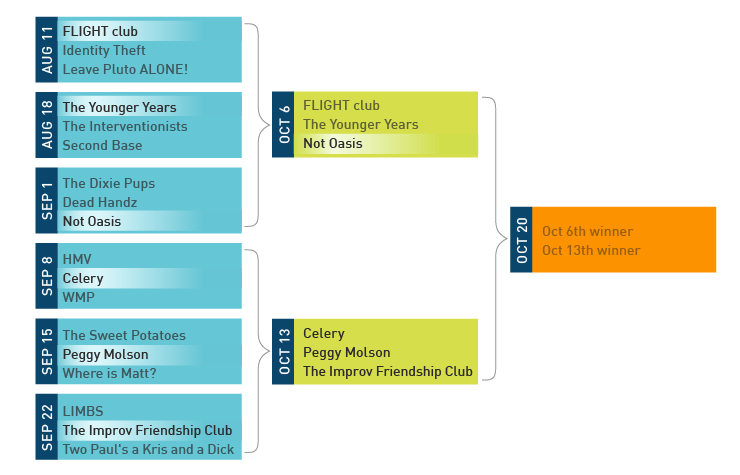 AUG 11
FLIGHT club
Identity Theft
Leave Pluto ALONE!
AUG 18
The Younger Years
The Interventionists
Second Base
SEP 1
The Dixie Pups
Dead Handz
Not Oasis
SEP 8
HMV
Celery
WMP
SEP 15
The Sweet Potatoes
Peggy Molson
Where is Matt?
SEP 22
LIMBS
The Improv Friendship Club
Two Paul's a Kris and a Dick
OCT 6
FLIGHT club
The Younger Years
Not Oasis
OCT 13
Celery
Peggy Molson
The Improv Friendship Club
OCT 20
Oct 6th winner
Oct 13th winner